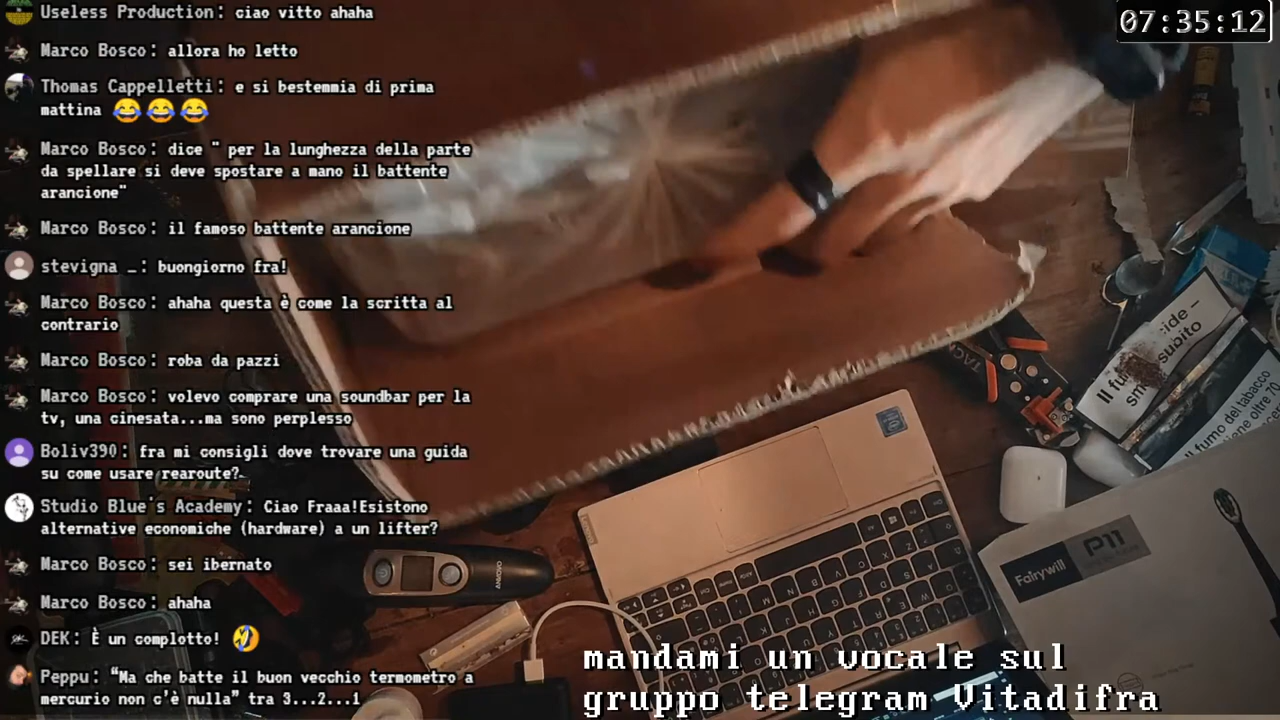 07:35:12
Useless Production: ciao vitto ahaha
Marco Bosco: allora ho letto
Thomas Cappelletti: e si bestemmia di prima
mattina 😂😂😂
Marco Bosco: dice " per la lunghezza della parte
da spellare si deve spostare a mano il battente
arancione"
Marco Bosco: il famoso battente arancione
stevigna _: buongiorno fra!
Marco Bosco: ahaha questa è come la scritta al
contrario
Marco Bosco: roba da pazzi
Marco Bosco: volevo comprare una soundbar per la
tv, una cinesata...ma sono perplesso
Boliv390: fra mi consigli dove trovare una guida
su come usare rearoute?
Studio Blue's Academy: Ciao Fraaa!Esistono
alternative economiche (hardware) a un lifter?
Marco Bosco: sei ibernato
Marco Bosco: ahaha
DEK: È un complotto! 🤣
Peppu: “Ma che batte il buon vecchio termometro a
mercurio non c'è nulla” tra 3...2...1
subito
Il fumo del tabacco
oltre 70
Fairywill P11
ANKOVO
mandami un vocale sul
gruppo telegram Vitadifra